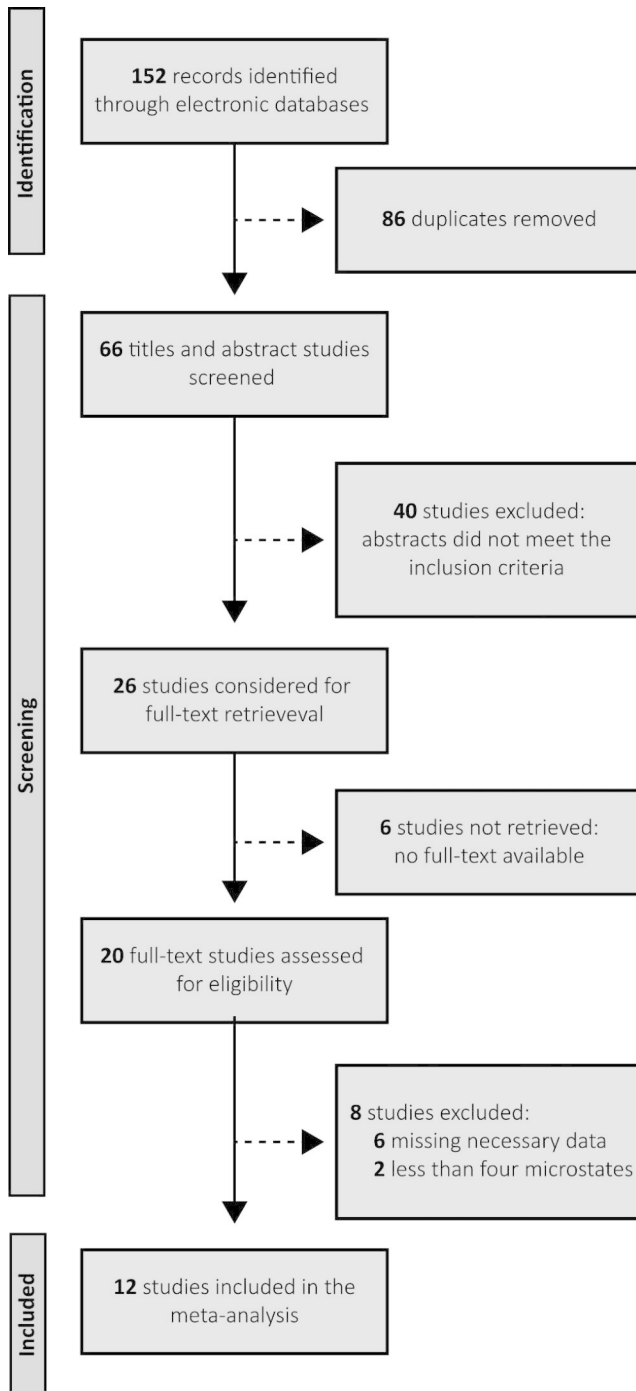 Identification
152 records identified
through electronic databases
86 duplicates removed
Screening
66 titles and abstract studies
screened
40 studies excluded:
abstracts did not meet the
inclusion criteria
26 studies considered for
full-text retrieveval
6 studies not retrieved:
no full-text available
20 full-text studies assessed
for eligibility
8 studies excluded:
6 missing necessary data
2 less than four microstates
Included
12 studies included in the
meta-analysis